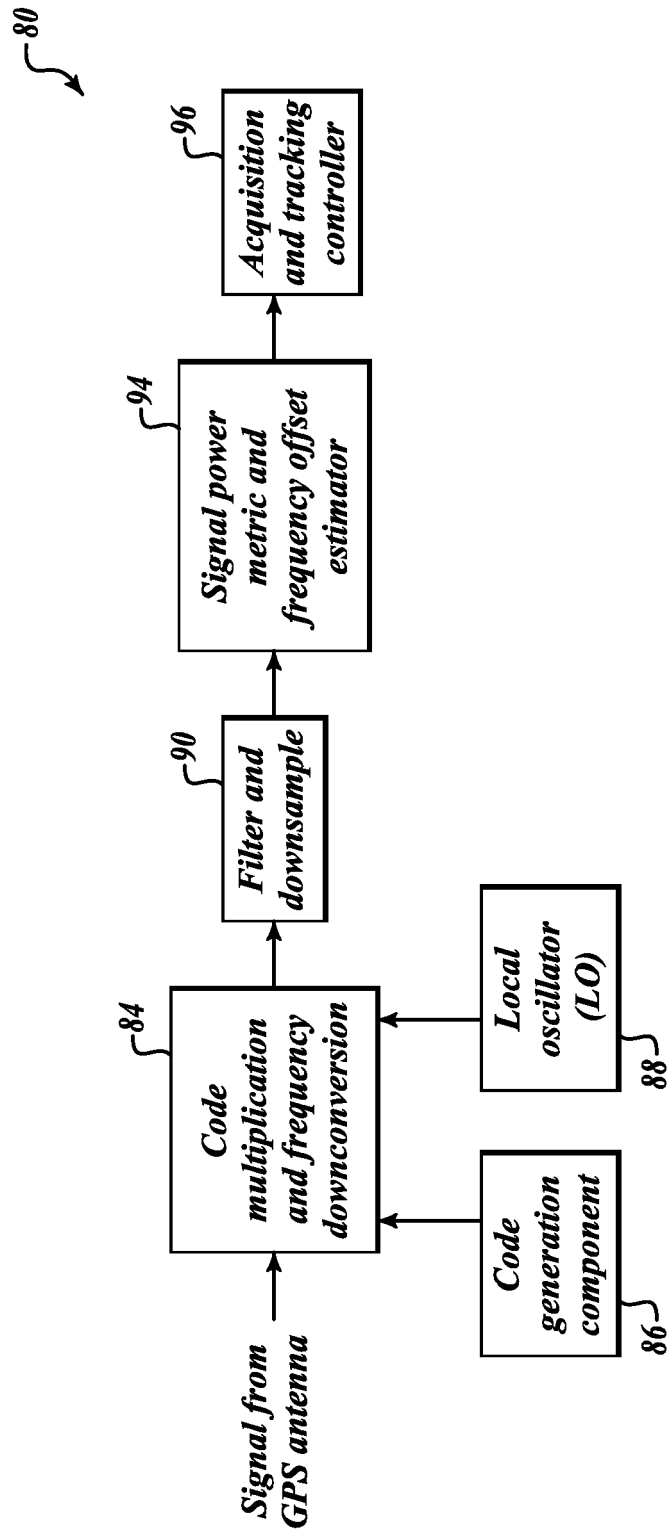 80
Signal from
GPS antenna
84
Code
multiplication
and frequency
downconversion
86
Code
generation
component
88
Local
oscillator
(LO)
90
Filter and
downsample
94
Signal power
metric and
frequency offset
estimator
96
Acquisition
and tracking
controller